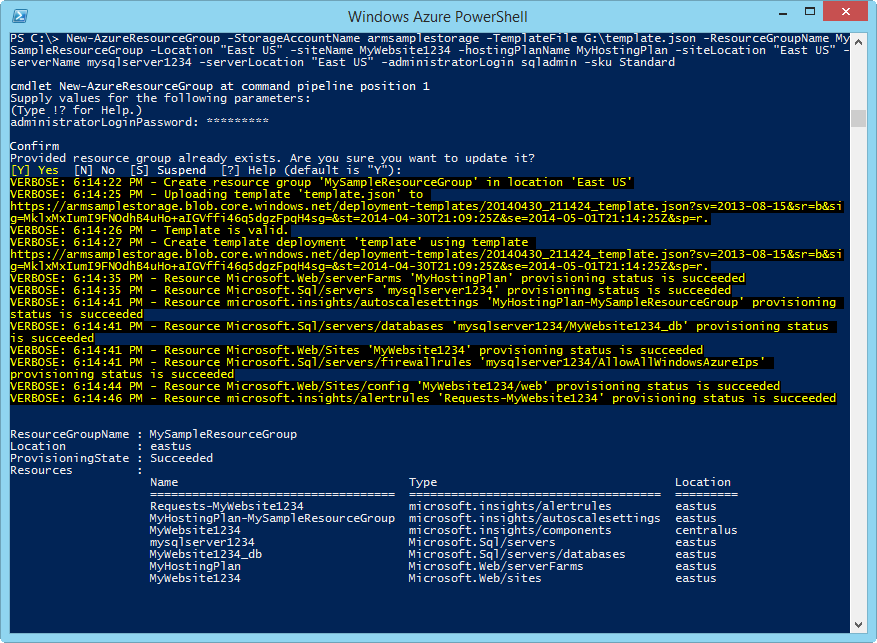 Windows Azure PowerShell
PS C:\> New-AzureResourceGroup -StorageAccountName armsamplestorage -TemplateFile G:\template.json -ResourceGroupName My
SampleResourceGroup -Location "East US" -siteName MyWebsite1234 -hostingPlanName MyHostingPlan -siteLocation "East US" -
serverName mysqlserver1234 -serverLocation "East US" -administratorLogin sqladmin -sku Standard
cmdlet New-AzureResourceGroup at command pipeline position 1
Supply values for the following parameters:
(Type !? for Help.)
administratorLoginPassword: *********
Confirm
Provided resource group already exists. Are you sure you want to update it?
[Y] Yes  [N] No  [S] Suspend  [?] Help (default is "Y"):
VERBOSE: 6:14:22 PM - Create resource group 'MySampleResourceGroup' in location 'East US'
VERBOSE: 6:14:25 PM - Uploading template 'template.json' to
https://armsamplestorage.blob.core.windows.net/deployment-templates/20140430_211424_template.json?sv=2013-08-15&sr=b&si
g=MklxMxIumI9FNOdhB4uHo+aIGVffi46q5dgzFpqH4sg=&st=2014-04-30T21:09:25Z&se=2014-05-01T21:14:25Z&sp=r.
VERBOSE: 6:14:26 PM - Template is valid.
VERBOSE: 6:14:27 PM - Create template deployment 'template' using template
https://armsamplestorage.blob.core.windows.net/deployment-templates/20140430_211424_template.json?sv=2013-08-15&sr=b&si
g=MklxMxIumI9FNOdhB4uHo+aIGVffi46q5dgzFpqH4sg=&st=2014-04-30T21:09:25Z&se=2014-05-01T21:14:25Z&sp=r.
VERBOSE: 6:14:35 PM - Resource Microsoft.Web/serverFarms 'MyHostingPlan' provisioning status is succeeded
VERBOSE: 6:14:35 PM - Resource Microsoft.Sql/servers 'mysqlserver1234' provisioning status is succeeded
VERBOSE: 6:14:41 PM - Resource microsoft.insights/autoscalesettings 'MyHostingPlan-MySampleResourceGroup' provisioning
status is succeeded
VERBOSE: 6:14:41 PM - Resource Microsoft.Sql/servers/databases 'mysqlserver1234/MyWebsite1234_db' provisioning status
is succeeded
VERBOSE: 6:14:41 PM - Resource Microsoft.Web/Sites 'MyWebsite1234' provisioning status is succeeded
VERBOSE: 6:14:41 PM - Resource Microsoft.Sql/servers/firewallrules 'mysqlserver1234/AllowAllWindowsAzureIps'
provisioning status is succeeded
VERBOSE: 6:14:44 PM - Resource Microsoft.Web/Sites/config 'MyWebsite1234/web' provisioning status is succeeded
VERBOSE: 6:14:46 PM - Resource microsoft.insights/alertrules 'Requests-MyWebsite1234' provisioning status is succeeded
ResourceGroupName : MySampleResourceGroup
Location          : eastus
ProvisioningState : Succeeded
Resources         :
Name                                 Type                                  Location
===================================  ====================================  =========
Requests-MyWebsite1234               microsoft.insights/alertrules         eastus
MyHostingPlan-MySampleResourceGroup  microsoft.insights/autoscalesettings  eastus
MyWebsite1234                        microsoft.insights/components         centralus
mysqlserver1234                      Microsoft.Sql/servers                 eastus
MyWebsite1234_db                     Microsoft.Sql/servers/databases       eastus
MyHostingPlan                        Microsoft.Web/serverFarms             eastus
MyWebsite1234                        Microsoft.Web/sites                   eastus